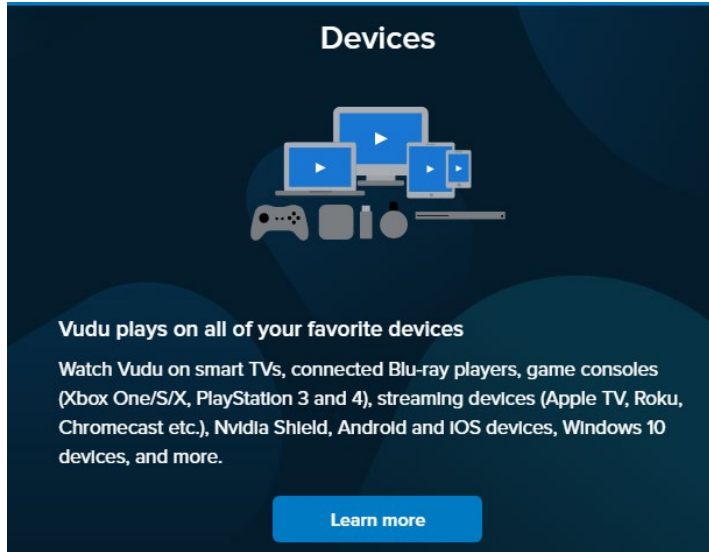 Devices
Vudu plays on all of your favorite devices
Watch Vudu on smart TVs, connected Blu-ray players, game consoles
(Xbox One/S/X, PlayStation 3 and 4), streaming devices (Apple TV, Roku,
Chromecast etc.), Nvidia Shield, Android and iOS devices, Windows 10
devices, and more.
Learn more